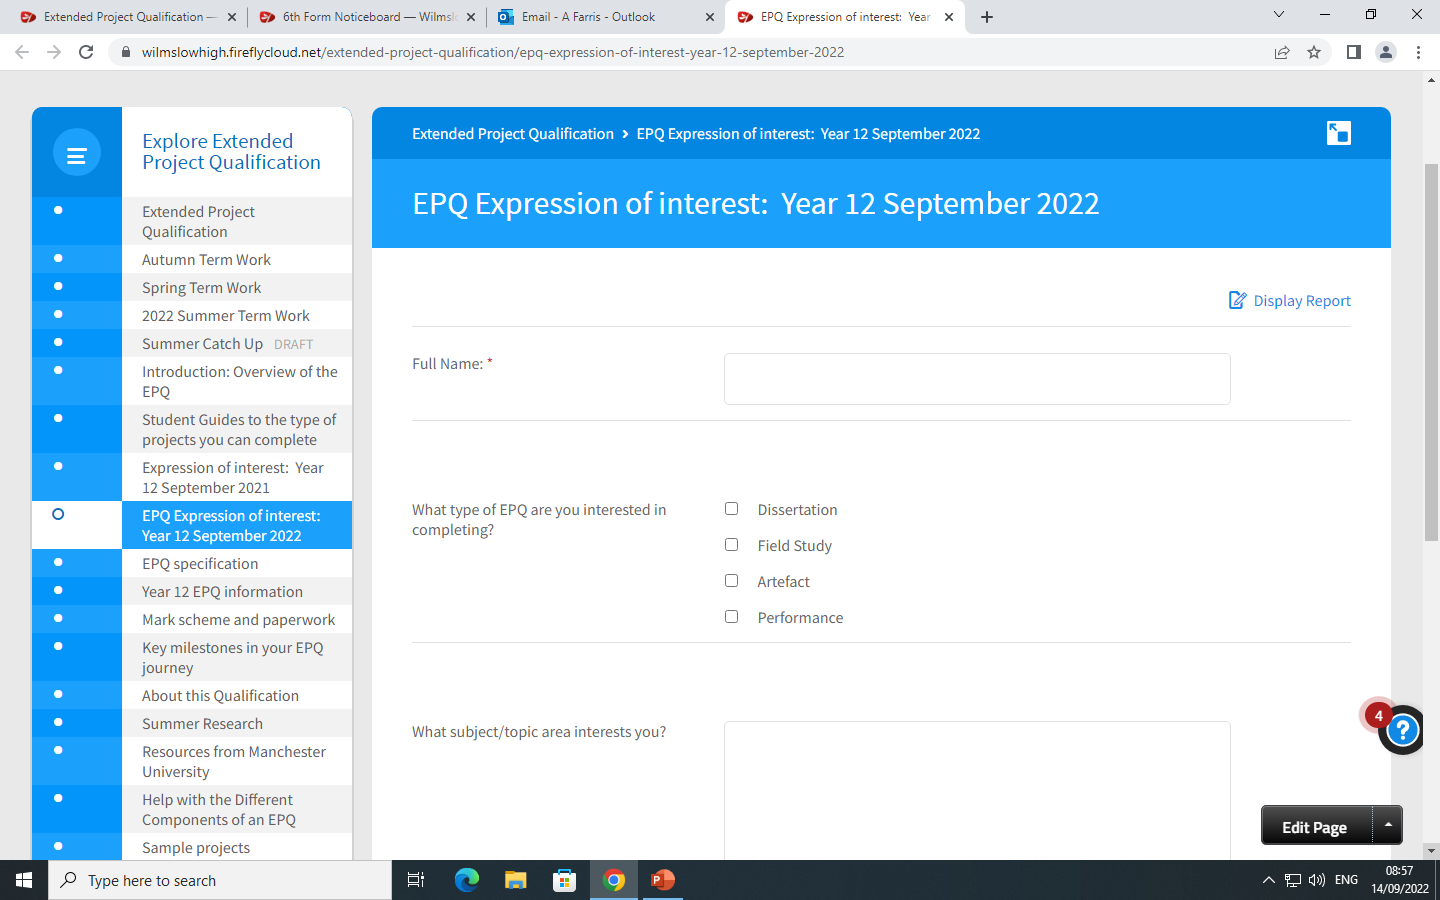 Extended Project Qualification —
6th Form Noticeboard — Wilmslo
Email - A Farris - Outlook
EPQ Expression of interest:  Year
wilmslowhigh.fireflycloud.net/extended-project-qualification/epq-expression-of-interest-year-12-september-2022
Explore Extended
Project Qualification
Extended Project
Qualification
Autumn Term Work
Spring Term Work
2022 Summer Term Work
Summer Catch Up DRAFT
Introduction: Overview of the
EPQ
Student Guides to the type of
projects you can complete
Expression of interest:  Year
12 September 2021
EPQ Expression of interest:
Year 12 September 2022
EPQ specification
Year 12 EPQ information
Mark scheme and paperwork
Key milestones in your EPQ
journey
About this Qualification
Summer Research
Resources from Manchester
University
Help with the Different
Components of an EPQ
Sample projects
Extended Project Qualification › EPQ Expression of interest:  Year 12 September 2022
EPQ Expression of interest:  Year 12 September 2022
Display Report
Full Name: *
What type of EPQ are you interested in
completing?
Dissertation
Field Study
Artefact
Performance
What subject/topic area interests you?
4
?
Edit Page
Type here to search
ENG
08:57
14/09/2022